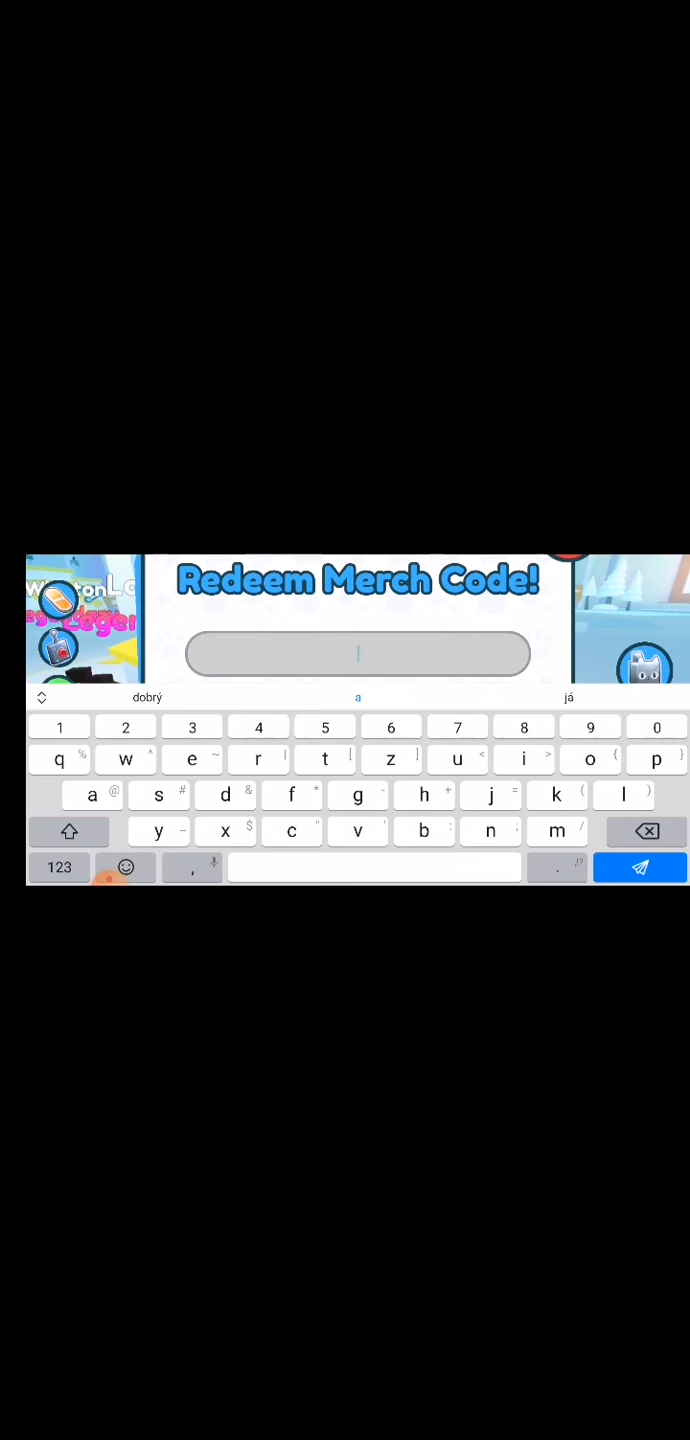 Redeem Merch Code!
dobrý a já
1 2 3 4 5 6 7 8 9 0
q % w ^ e ~ r | t [ z ] u < i > o { p }
a @ s # d & f * g - h + j = k ( l )
y _ x $ c " v ' b : n ; m /
123 , . ,!?